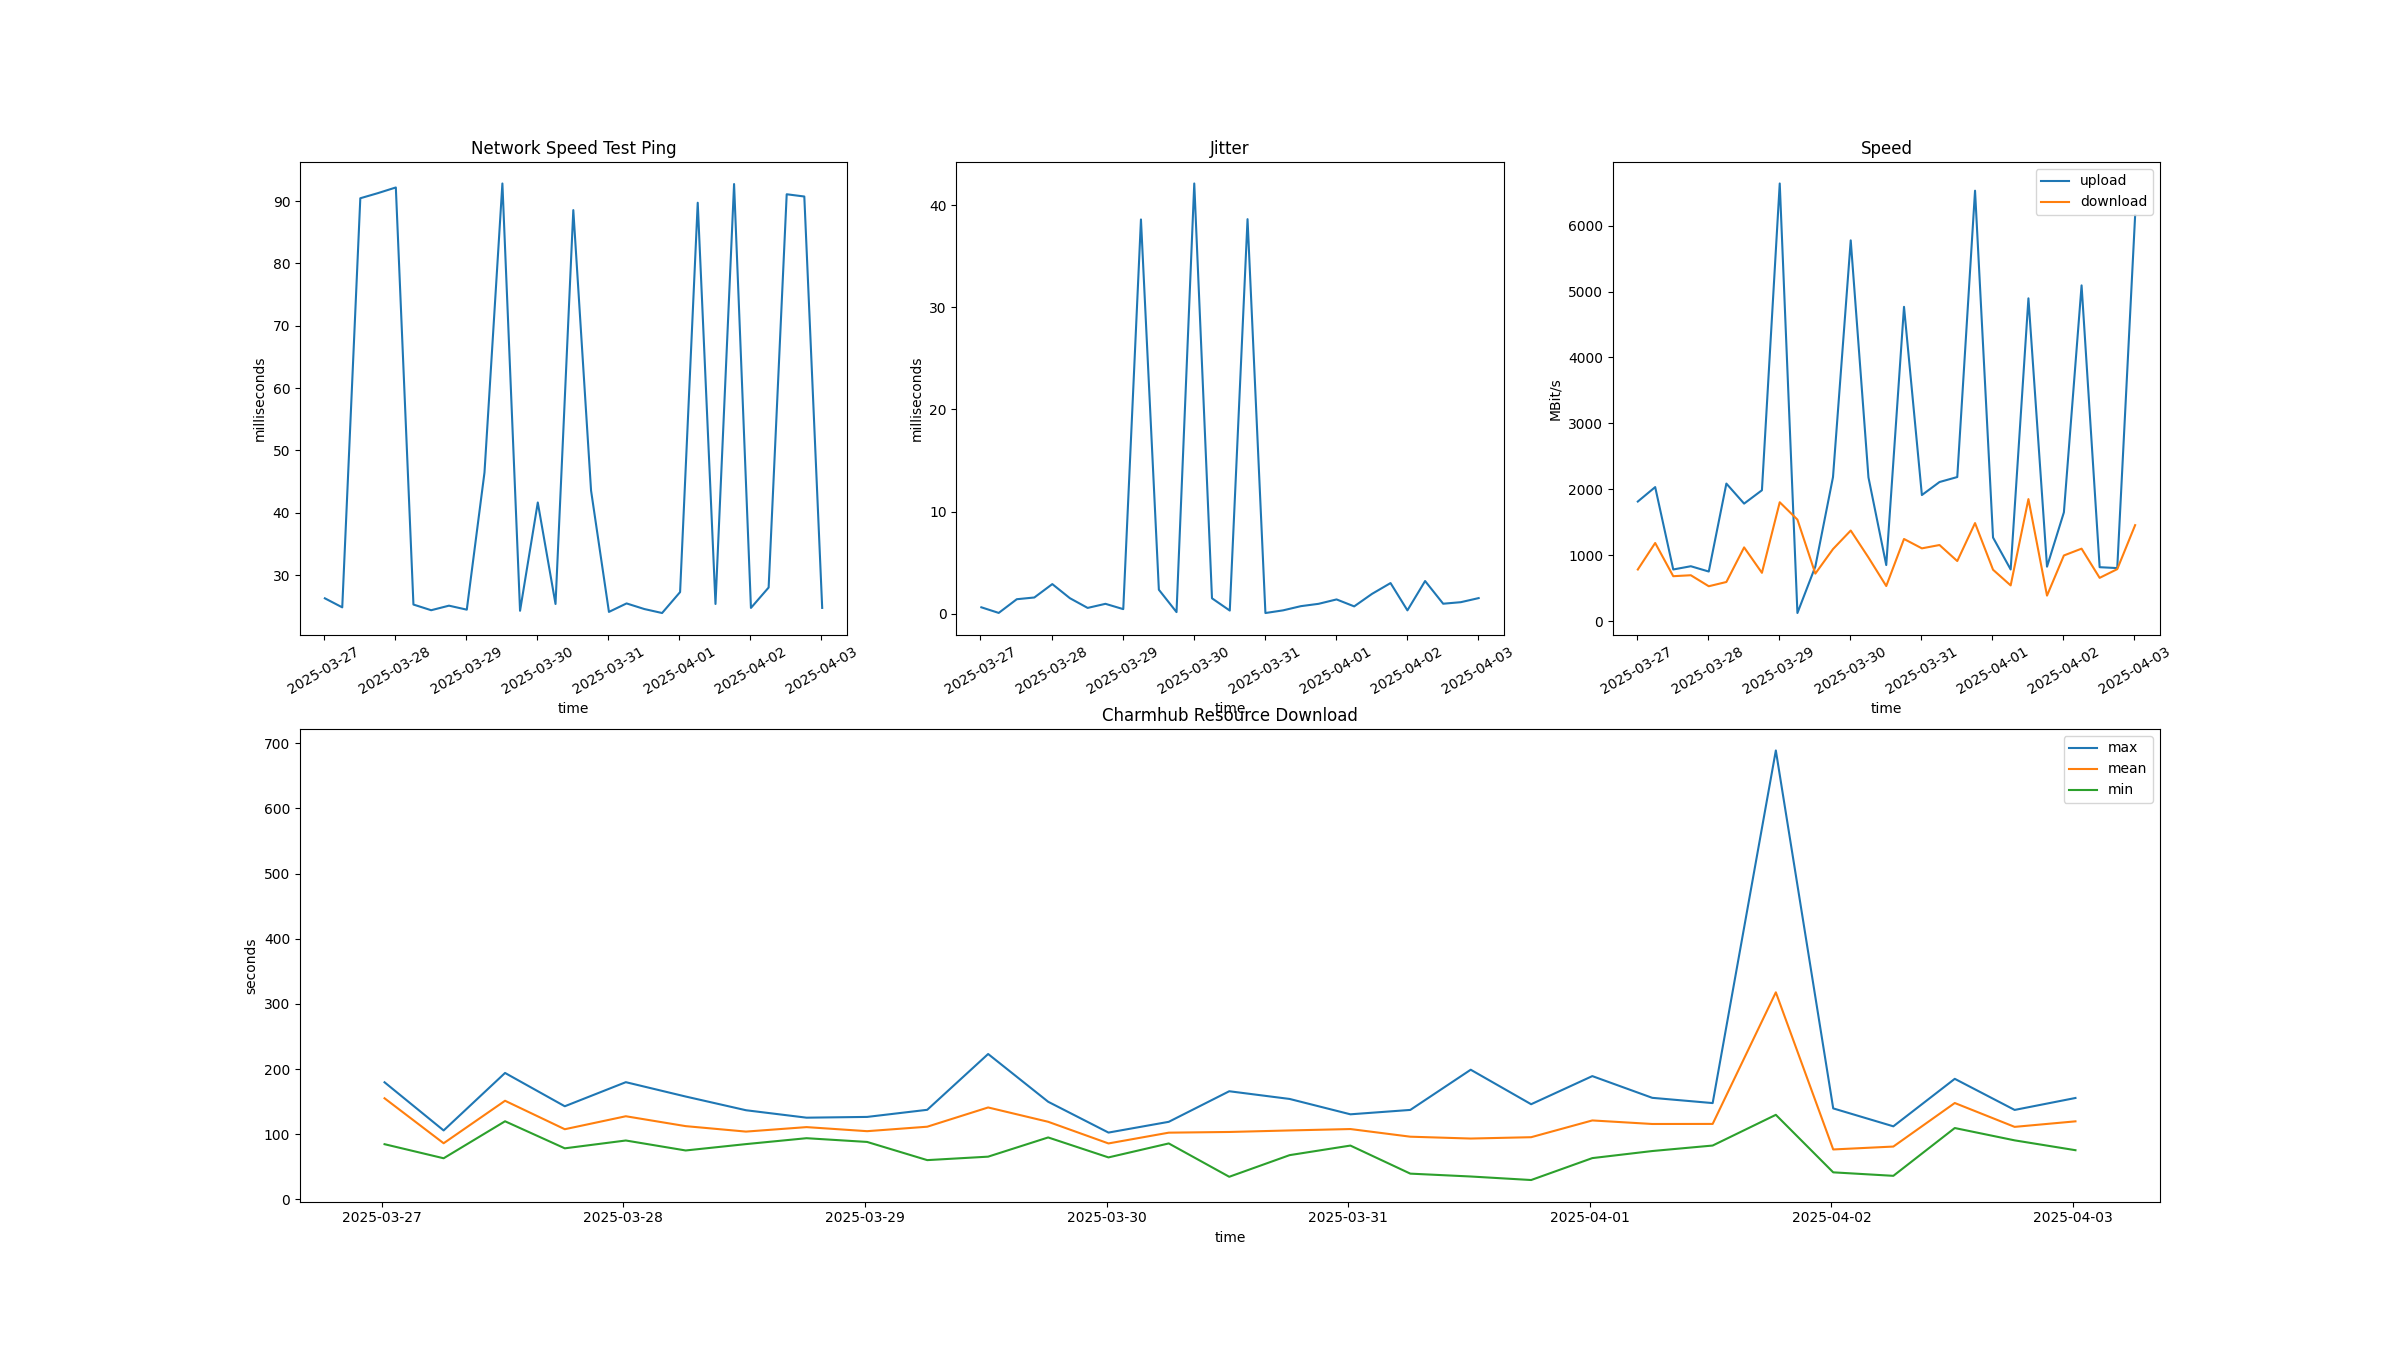 Network Speed Test Ping
milliseconds
90
80
70
60
50
40
30
2025-03-27 2025-03-28 2025-03-29 2025-03-30 2025-03-31 2025-04-01 2025-04-02 2025-04-03
time
Jitter
milliseconds
40
30
20
10
0
2025-03-27 2025-03-28 2025-03-29 2025-03-30 2025-03-31 2025-04-01 2025-04-02 2025-04-03
time
Speed
upload
download
MBit/s
6000
5000
4000
3000
2000
1000
0
2025-03-27 2025-03-28 2025-03-29 2025-03-30 2025-03-31 2025-04-01 2025-04-02 2025-04-03
time
Charmhub Resource Download
max
mean
min
seconds
700
600
500
400
300
200
100
0
2025-03-27 2025-03-28 2025-03-29 2025-03-30 2025-03-31 2025-04-01 2025-04-02 2025-04-03
time